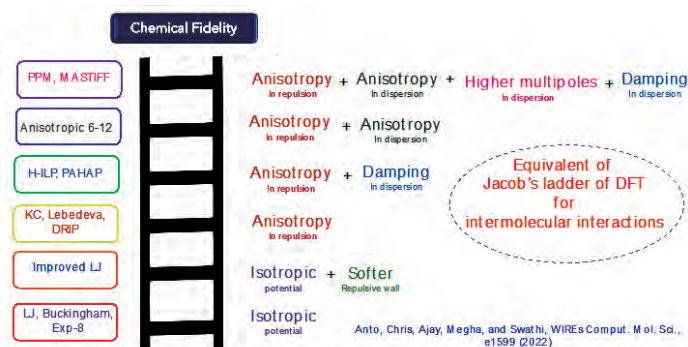 Chemical Fidelity
PPM, MASTIFF
Anisotropy + Anisotropy + Higher multipoles + Damping
In repulsion In dispersion In dispersion In dispersion
Anisotropic 6-12
Anisotropy + Anisotropy
In repulsion In dispersion
H-ILP, PAHAP
Anisotropy + Damping
In repulsion In dispersion
Equivalent of
Jacob's ladder of DFT
for
intermolecular interactions
KC, Lebedeva,
DRIP
Anisotropy
In repulsion
Improved LJ
Isotropic + Softer
potential Repulsive wall
LJ, Buckingham,
Exp-8
Isotropic
potential
Anto, Chris, Ajay, Megha, and Swathi, WIREs Comput. Mol. Sci.,
e1599 (2022)